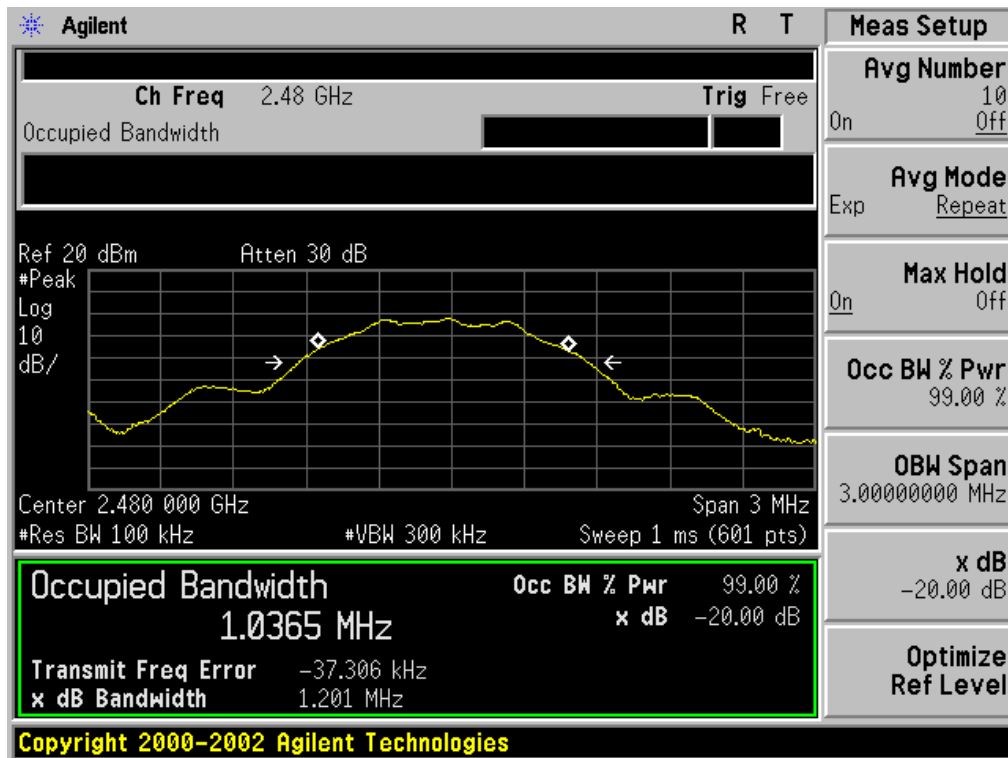 Agilent R T
Ch Freq 2.48 GHz Trig Free
Occupied Bandwidth
Ref 20 dBm Atten 30 dB
#Peak
Log
10
dB/
Center 2.480 000 GHz Span 3 MHz
#Res BW 100 kHz #VBW 300 kHz Sweep 1 ms (601 pts)
Occupied Bandwidth Occ BW % Pwr 99.00 %
1.0365 MHz x dB -20.00 dB
Transmit Freq Error -37.306 kHz
x dB Bandwidth 1.201 MHz
Copyright 2000-2002 Agilent Technologies
Meas Setup
Avg Number
10
On Off
Avg Mode
Exp Repeat
Max Hold
On Off
Occ BW % Pwr
99.00 %
OBW Span
3.00000000 MHz
x dB
-20.00 dB
Optimize
Ref Level